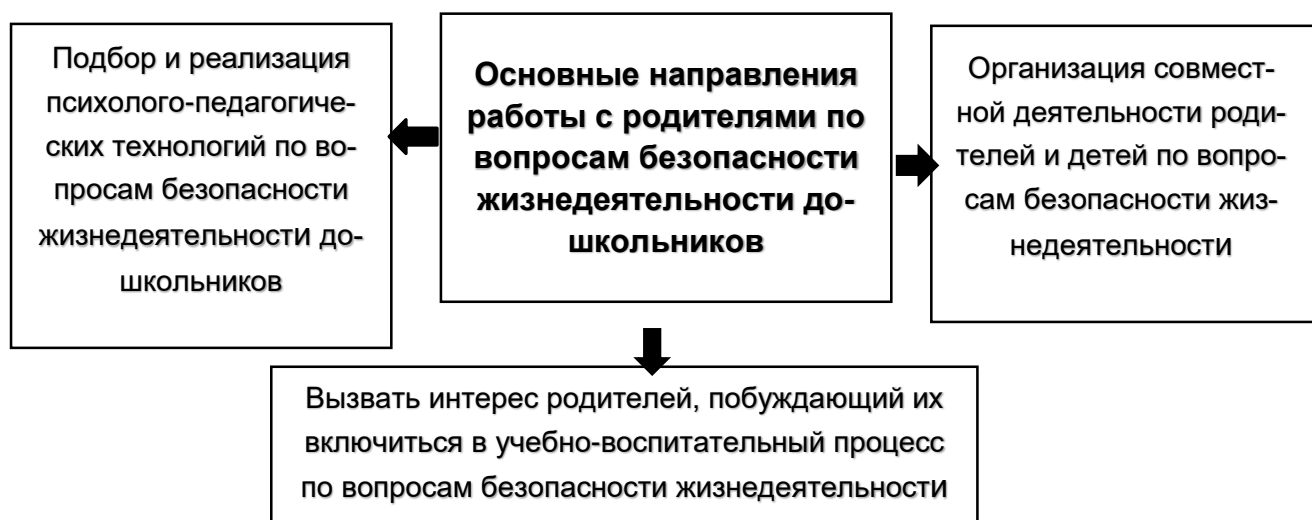 Подбор и реализация
психолого-педагогиче-
ских технологий по во-
просам безопасности
жизнедеятельности до-
школьников
Основные направления
работы с родителями по
вопросам безопасности
жизнедеятельности до-
школьников
Организация совмест-
ной деятельности роди-
телей и детей по вопро-
сам безопасности жиз-
недеятельности
Вызвать интерес родителей, побуждающий их
включиться в учебно-воспитательный процесс
по вопросам безопасности жизнедеятельности